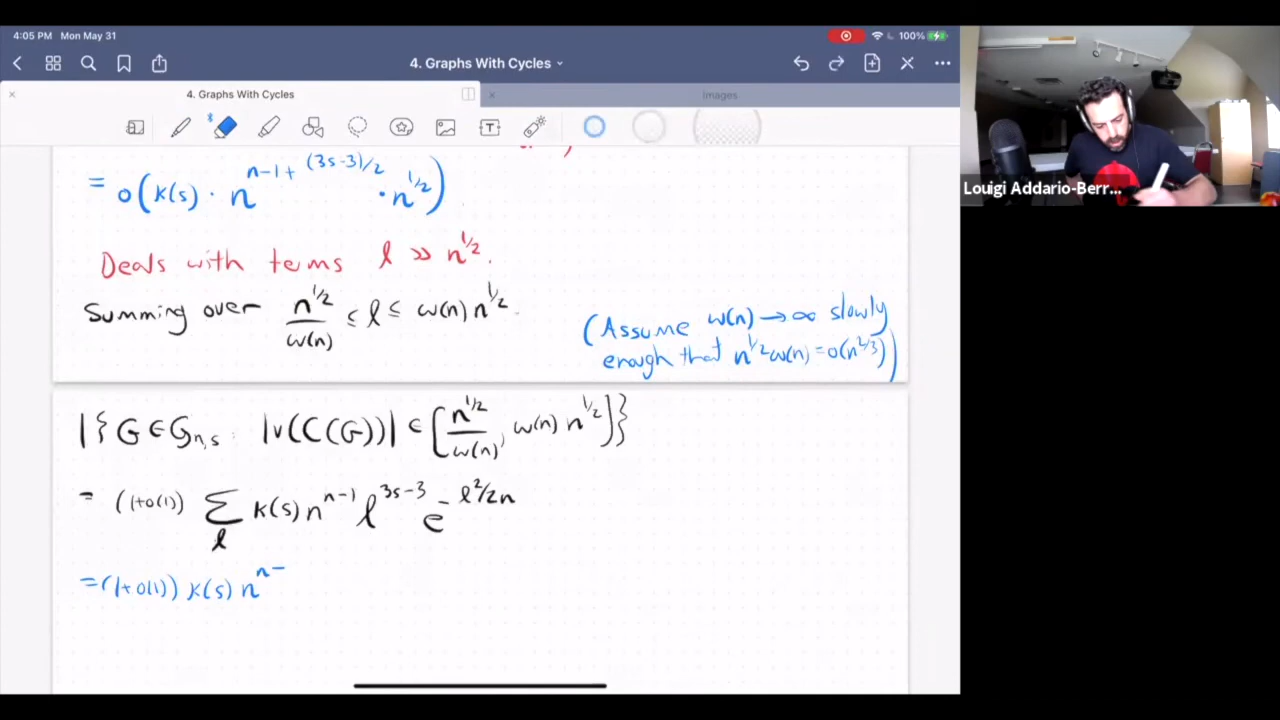 4:05 PM Mon May 31
100%
4. Graphs With Cycles
4. Graphs With Cycles
Images
= o(K(s) · n^{n-1+(3s-3)/2} · n^{1/2})
Deals with terms l >> n^{1/2}.
Summing over n^{1/2}/w(n) ≤ l ≤ w(n) n^{1/2}
(Assume w(n) → ∞ slowly
enough that n^{1/2} w(n) = o(n^{2/3}))
|{G ∈ G_{n,s} : |v(C(G))| ∈ [n^{1/2}/w(n), w(n) n^{1/2}]}
= (1+o(1)) Σ_l K(s) n^{n-1} l^{3s-3} e^{-l^2/2n}
= (1+o(1)) K(s) n^{n-}
Louigi Addario-Berr...